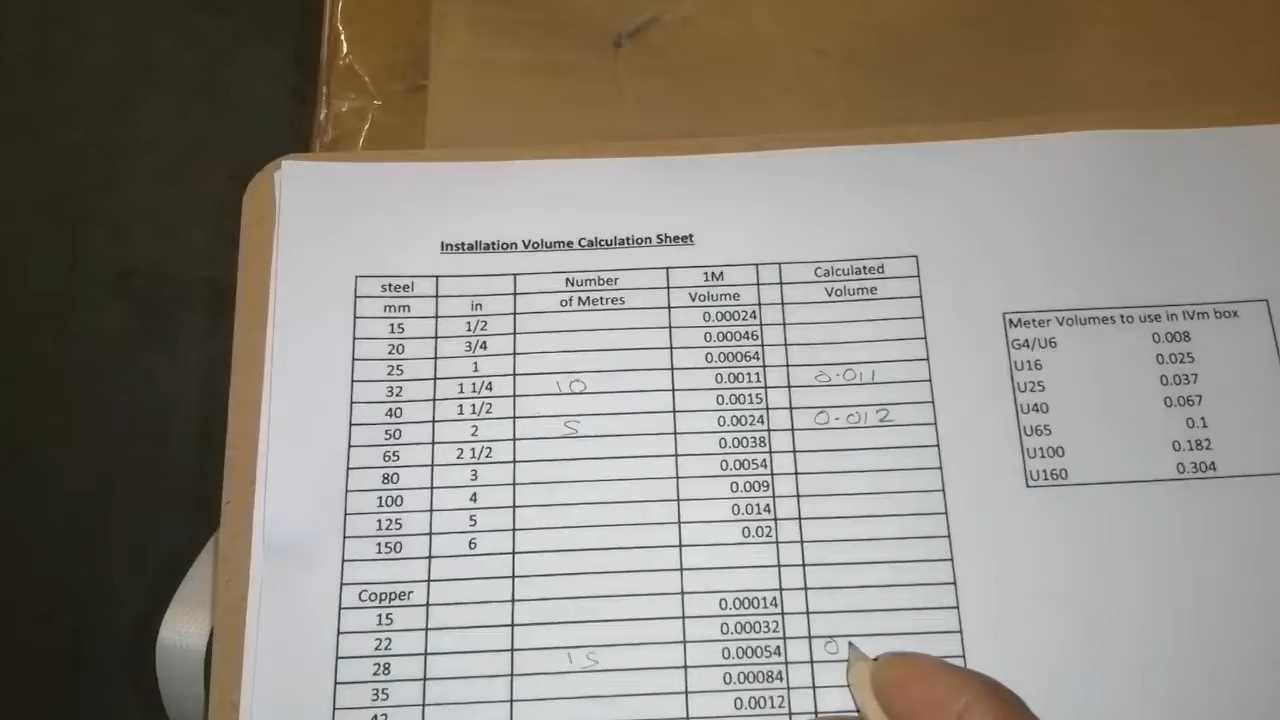 Installation Volume Calculation Sheet
steel Number 1M Calculated
mm in of Metres Volume Volume
15 1/2 0.00024
20 3/4 0.00046
25 1 0.00064
32 1 1/4 10 0.0011 0.011
40 1 1/2 0.0015
50 2 5 0.0024 0.012
65 2 1/2 0.0038
80 3 0.0054
100 4 0.009
125 5 0.014
150 6 0.02
Copper
15 0.00014
22 0.00032
28 15 0.00054 0
35 0.00084
42 0.0012
Meter Volumes to use in IVm box
G4/U6 0.008
U16 0.025
U25 0.037
U40 0.067
U65 0.1
U100 0.182
U160 0.304